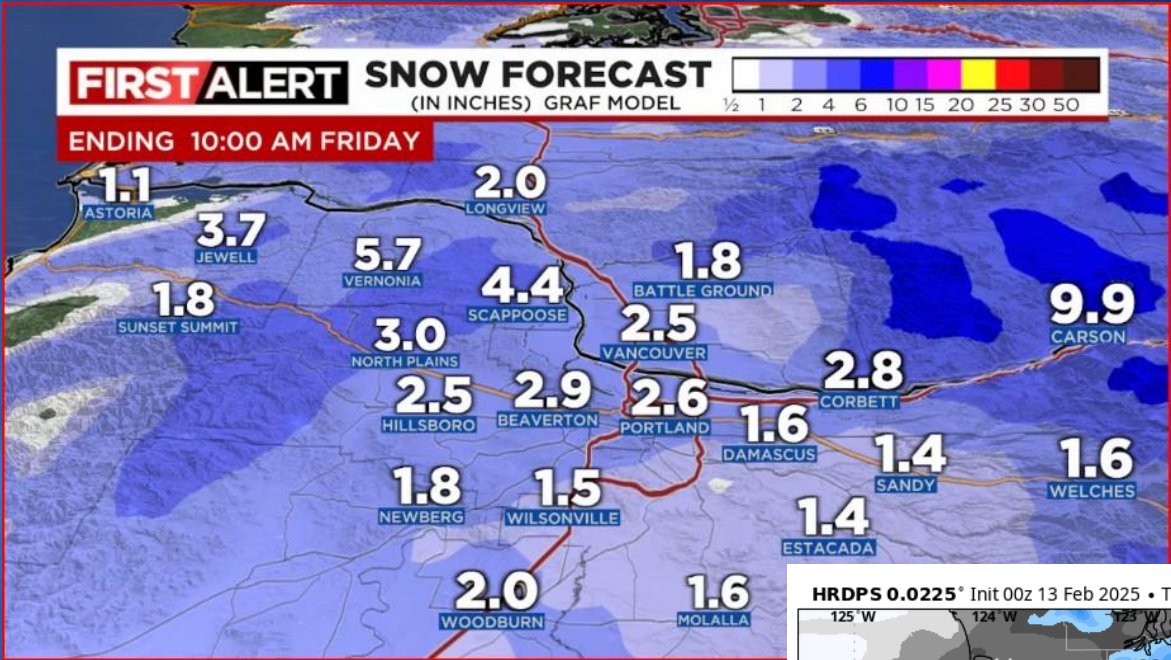 FIRST ALERT SNOW FORECAST
(IN INCHES) GRAF MODEL
½ 1 2 4 6 10 15 20 25 30 50
ENDING 10:00 AM FRIDAY
1.1
ASTORIA
2.0
LONGVIEW
3.7
JEWELL
5.7
VERNONIA
1.8
BATTLE GROUND
4.4
SCAPPOOSE
1.8
SUNSET SUMMIT
9.9
CARSON
2.5
VANCOUVER
3.0
NORTH PLAINS
2.8
CORBETT
2.5
HILLSBORO
2.9
BEAVERTON
2.6
PORTLAND
1.6
DAMASCUS
1.4
SANDY
1.6
WELCHES
1.8
NEWBERG
1.5
WILSONVILLE
1.4
ESTACADA
2.0
WOODBURN
1.6
MOLALLA
HRDPS 0.0225° Init 00z 13 Feb 2025 • T
125°W 124°W 123°W